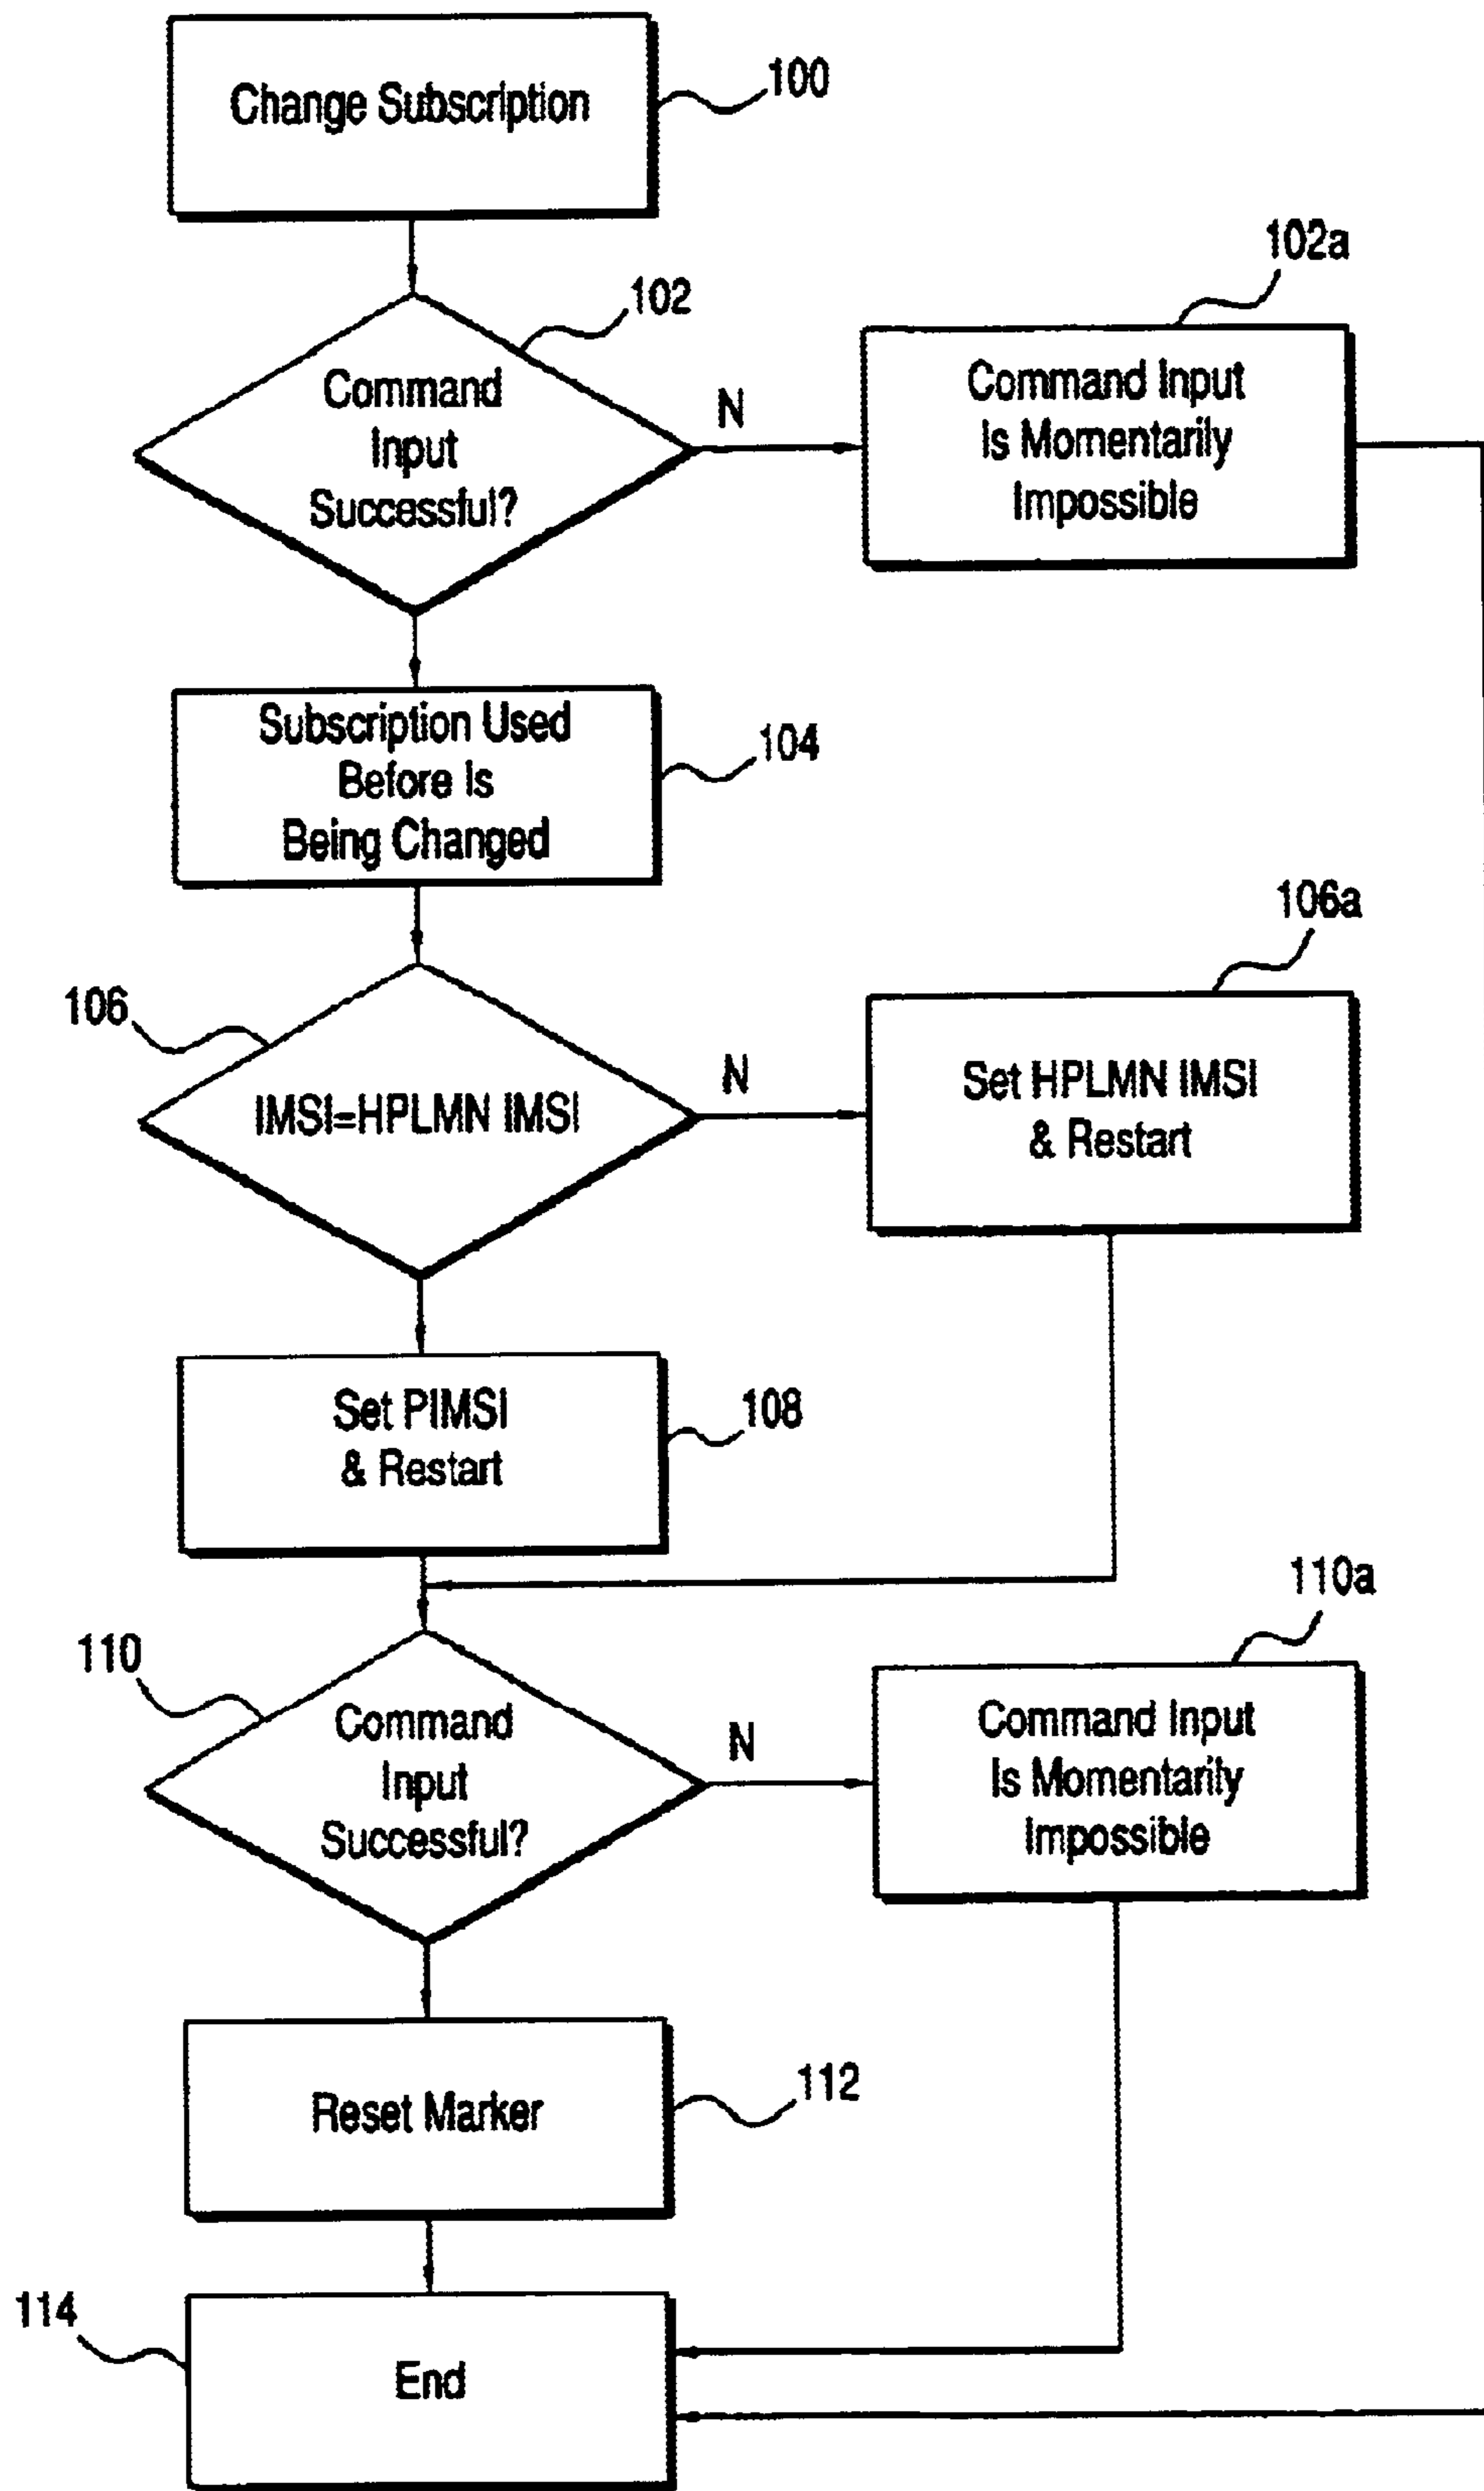 Change Subscription
100
102a
102
Command
Input
Successful?
N
Command Input
Is Momentarily
Impossible
Subscription Used
Before Is
Being Changed
104
106a
106
IMSI=HPLMN IMSI
N
Set HPLMN IMSI
& Restart
Set PIMSI
& Restart
108
110a
110
Command
Input
Successful?
N
Command Input
Is Momentarily
Impossible
Reset Marker
112
114
End